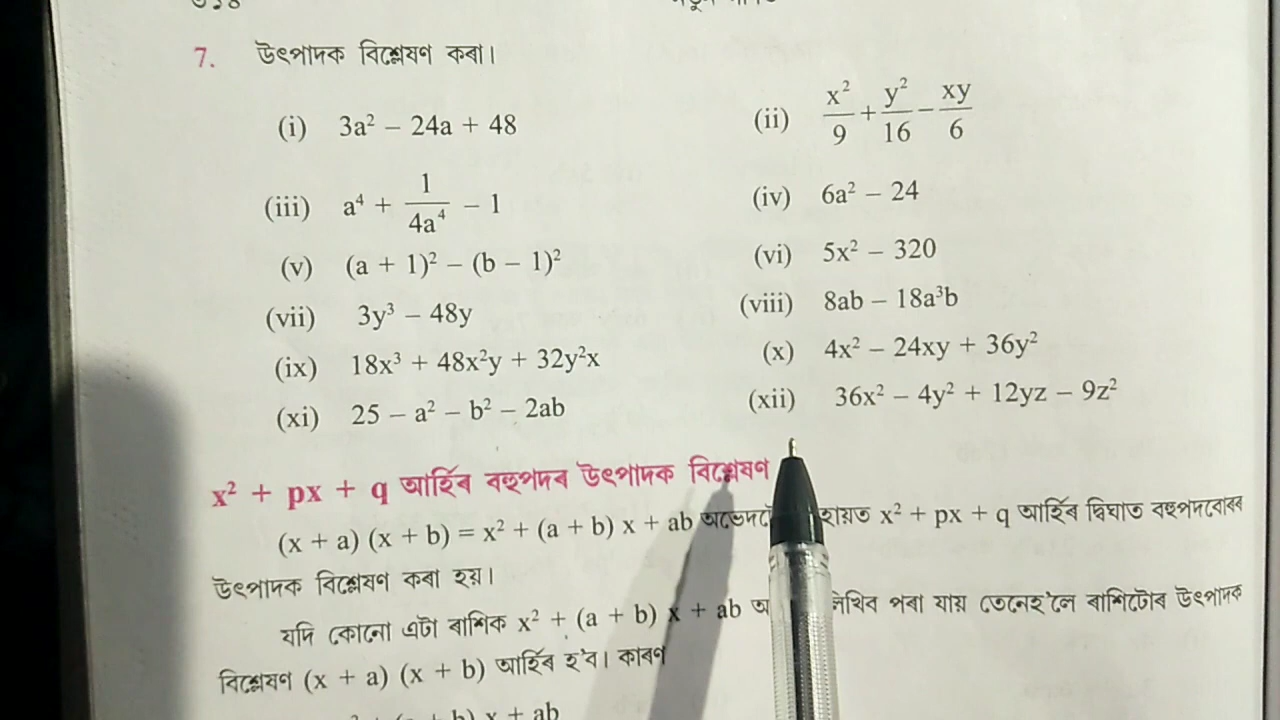 7. উৎপাদক বিশ্লেষণ কৰা।
(i) 3a² – 24a + 48 (ii) x²/9 + y²/16 – xy/6
(iii) a⁴ + 1/4a⁴ – 1 (iv) 6a² – 24
(v) (a + 1)² – (b – 1)² (vi) 5x² – 320
(vii) 3y³ – 48y (viii) 8ab – 18a³b
(ix) 18x³ + 48x²y + 32y²x (x) 4x² – 24xy + 36y²
(xi) 25 – a² – b² – 2ab (xii) 36x² – 4y² + 12yz – 9z²
x² + px + q আৰ্হিৰ বহুপদৰ উৎপাদক বিশ্লেষণ
(x + a) (x + b) = x² + (a + b) x + ab x² + px + q আৰ্হিৰ দ্বিঘাত বহুপদবোৰৰ
উৎপাদক বিশ্লেষণ কৰা হয়।
যদি কোনো এটা ৰাশিক x² + (a + b) x + ab পৰা যায় তেনেহ'লে ৰাশিটোৰ উৎপাদক
বিশ্লেষণ (x + a) (x + b) আৰ্হিৰ হ'ব। কাৰণ
x + ab